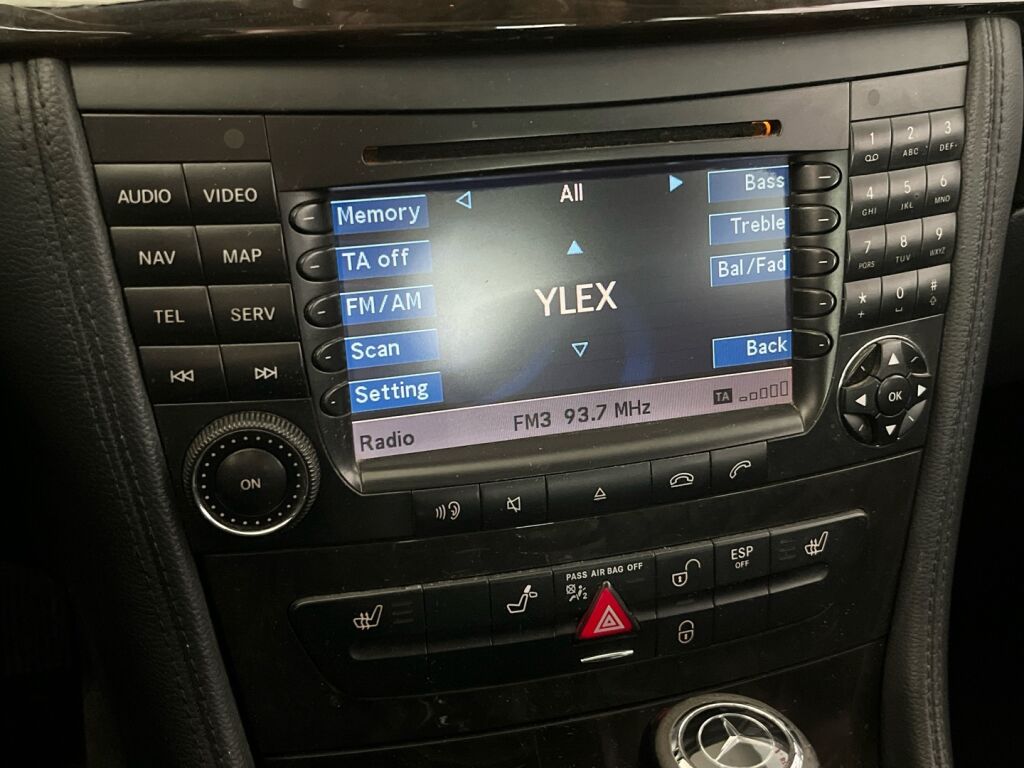 AUDIO VIDEO
NAV MAP
TEL SERV
ON
Memory
TA off
FM/AM
Scan
Setting
All
YLEX
Bass
Treble
Bal/Fad
Back
Radio FM3 93.7 MHz TA
1 2 ABC 3 DEF
4 GHI 5 JKL 6 MNO
7 PQRS 8 TUV 9 WXYZ
* + 0 #
OK
PASS AIR BAG OFF
ESP
OFF